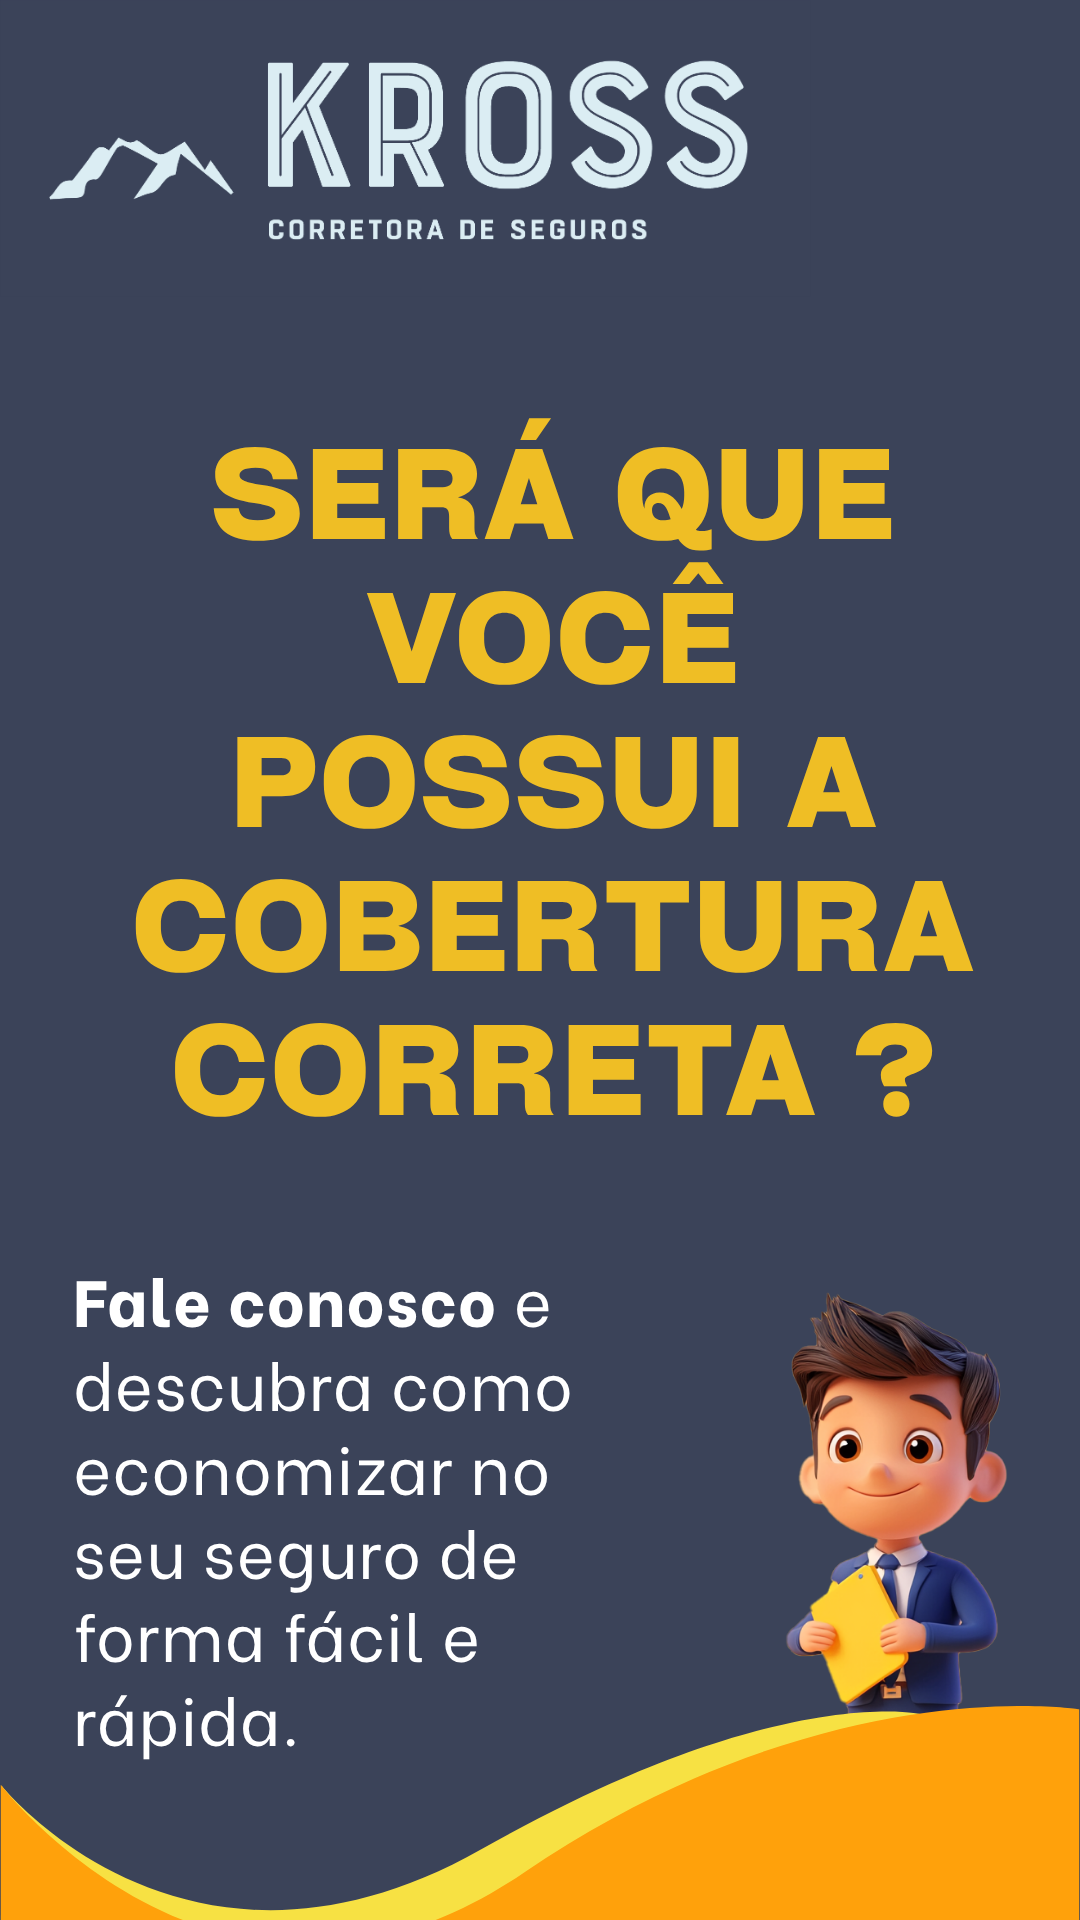 KROSS
CORRETORA DE SEGUROS
SERÁ QUE
VOCÊ
POSSUI A
COBERTURA
CORRETA ?
Fale conosco e
descubra como
economizar no
seu seguro de
forma fácil e
rápida.